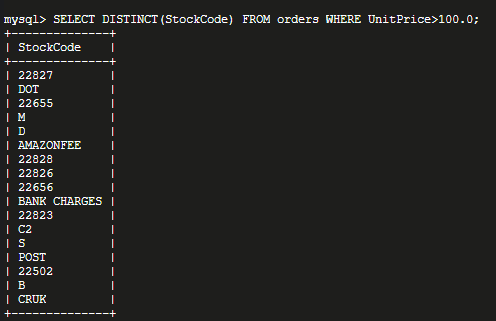 mysql> SELECT DISTINCT(StockCode) FROM orders WHERE UnitPrice>100.0;
+--------------+
| StockCode    |
+--------------+
| 22827        |
| DOT          |
| 22655        |
| M            |
| D            |
| AMAZONFEE    |
| 22828        |
| 22826        |
| 22656        |
| BANK CHARGES |
| 22823        |
| C2           |
| S            |
| POST         |
| 22502        |
| B            |
| CRUK         |
+--------------+